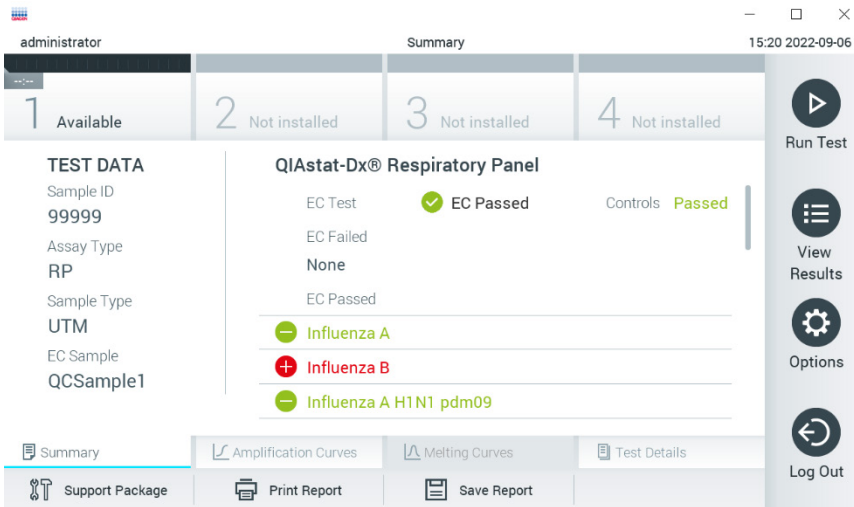 QIAGEN
administrator Summary 15:20 2022-09-06
--:--
1 Available 2 Not installed 3 Not installed 4 Not installed
Run Test
TEST DATA
Sample ID
99999
Assay Type
RP
Sample Type
UTM
EC Sample
QCSample1
QIAstat-Dx® Respiratory Panel
EC Test EC Passed Controls Passed
EC Failed
None
EC Passed
Influenza A
Influenza B
Influenza A H1N1 pdm09
View
Results
Options
Log Out
Summary Amplification Curves Melting Curves Test Details
Support Package Print Report Save Report